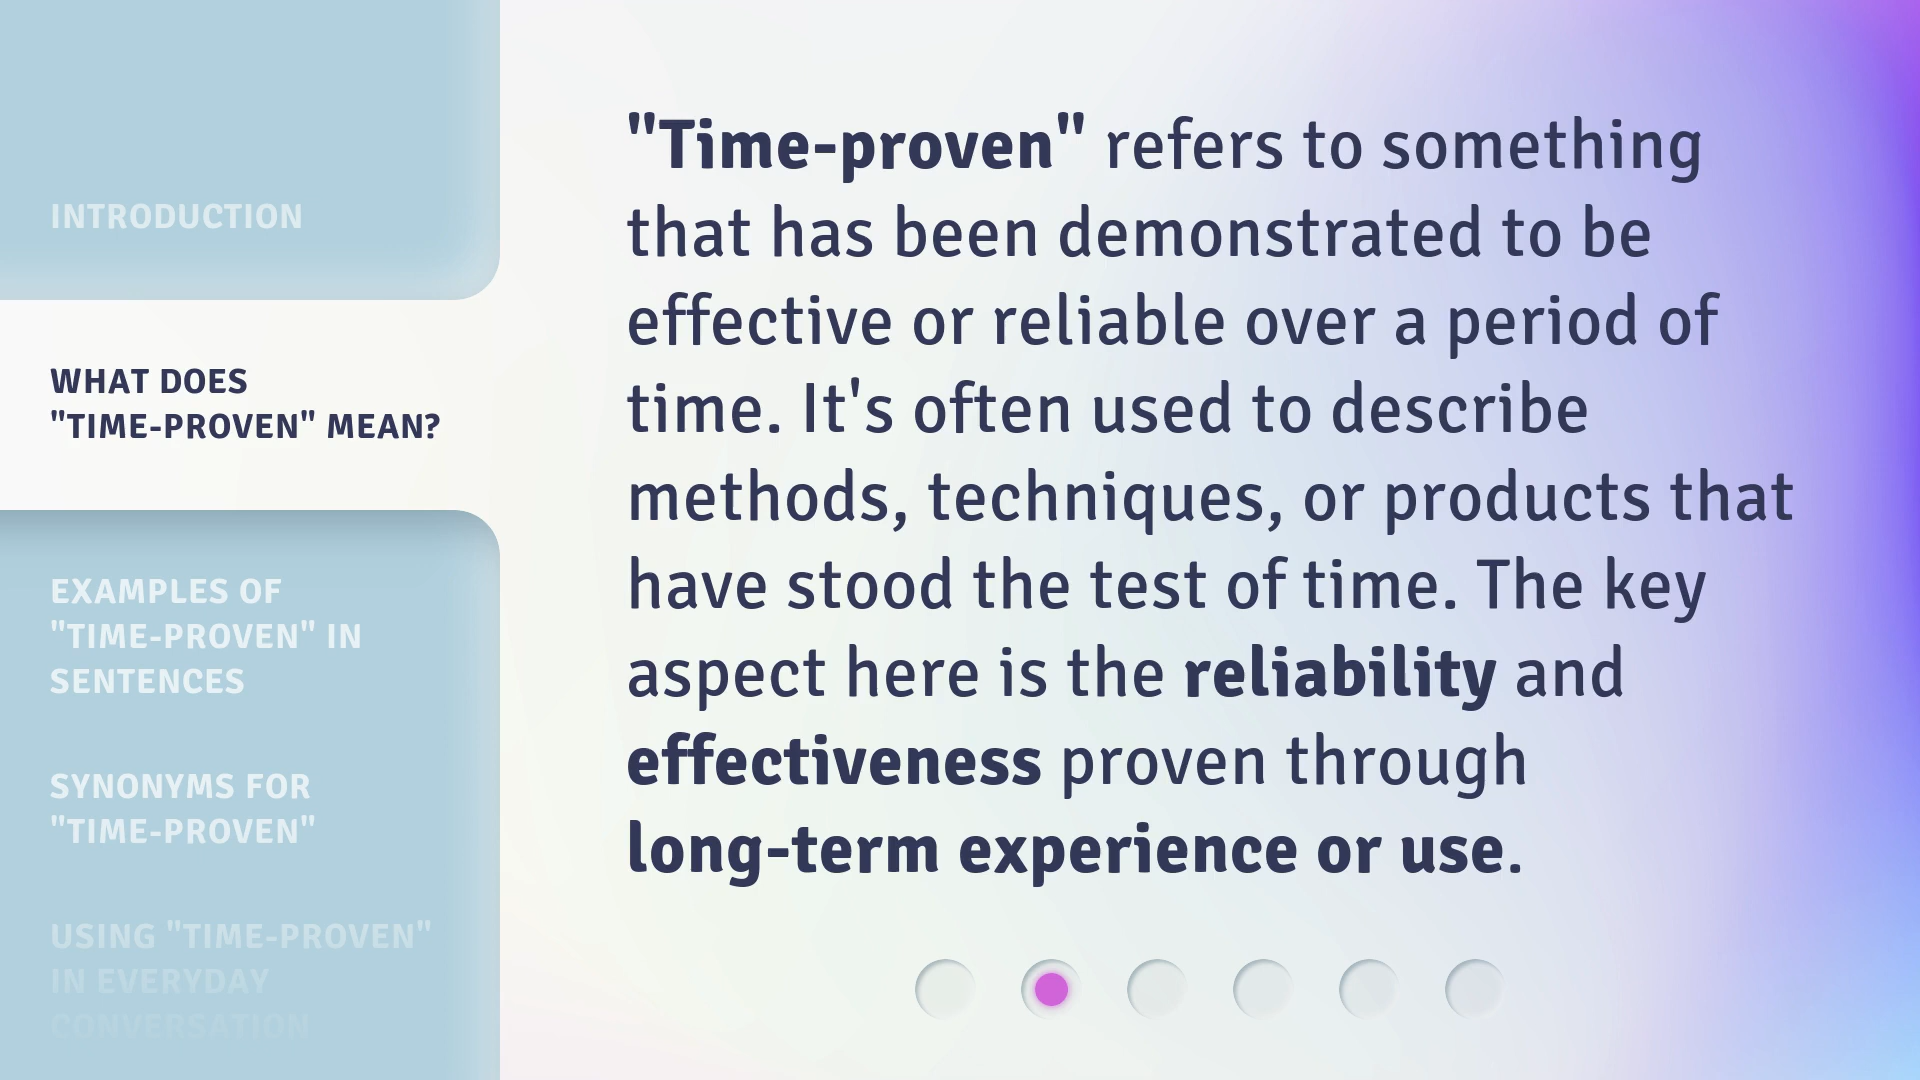 INTRODUCTION
WHAT DOES
"TIME-PROVEN" MEAN?
EXAMPLES OF
"TIME-PROVEN" IN
SENTENCES
SYNONYMS FOR
"TIME-PROVEN"
USING "TIME-PROVEN"
IN EVERYDAY
CONVERSATION
"Time-proven" refers to something
that has been demonstrated to be
effective or reliable over a period of
time. It's often used to describe
methods, techniques, or products that
have stood the test of time. The key
aspect here is the reliability and
effectiveness proven through
long-term experience or use.